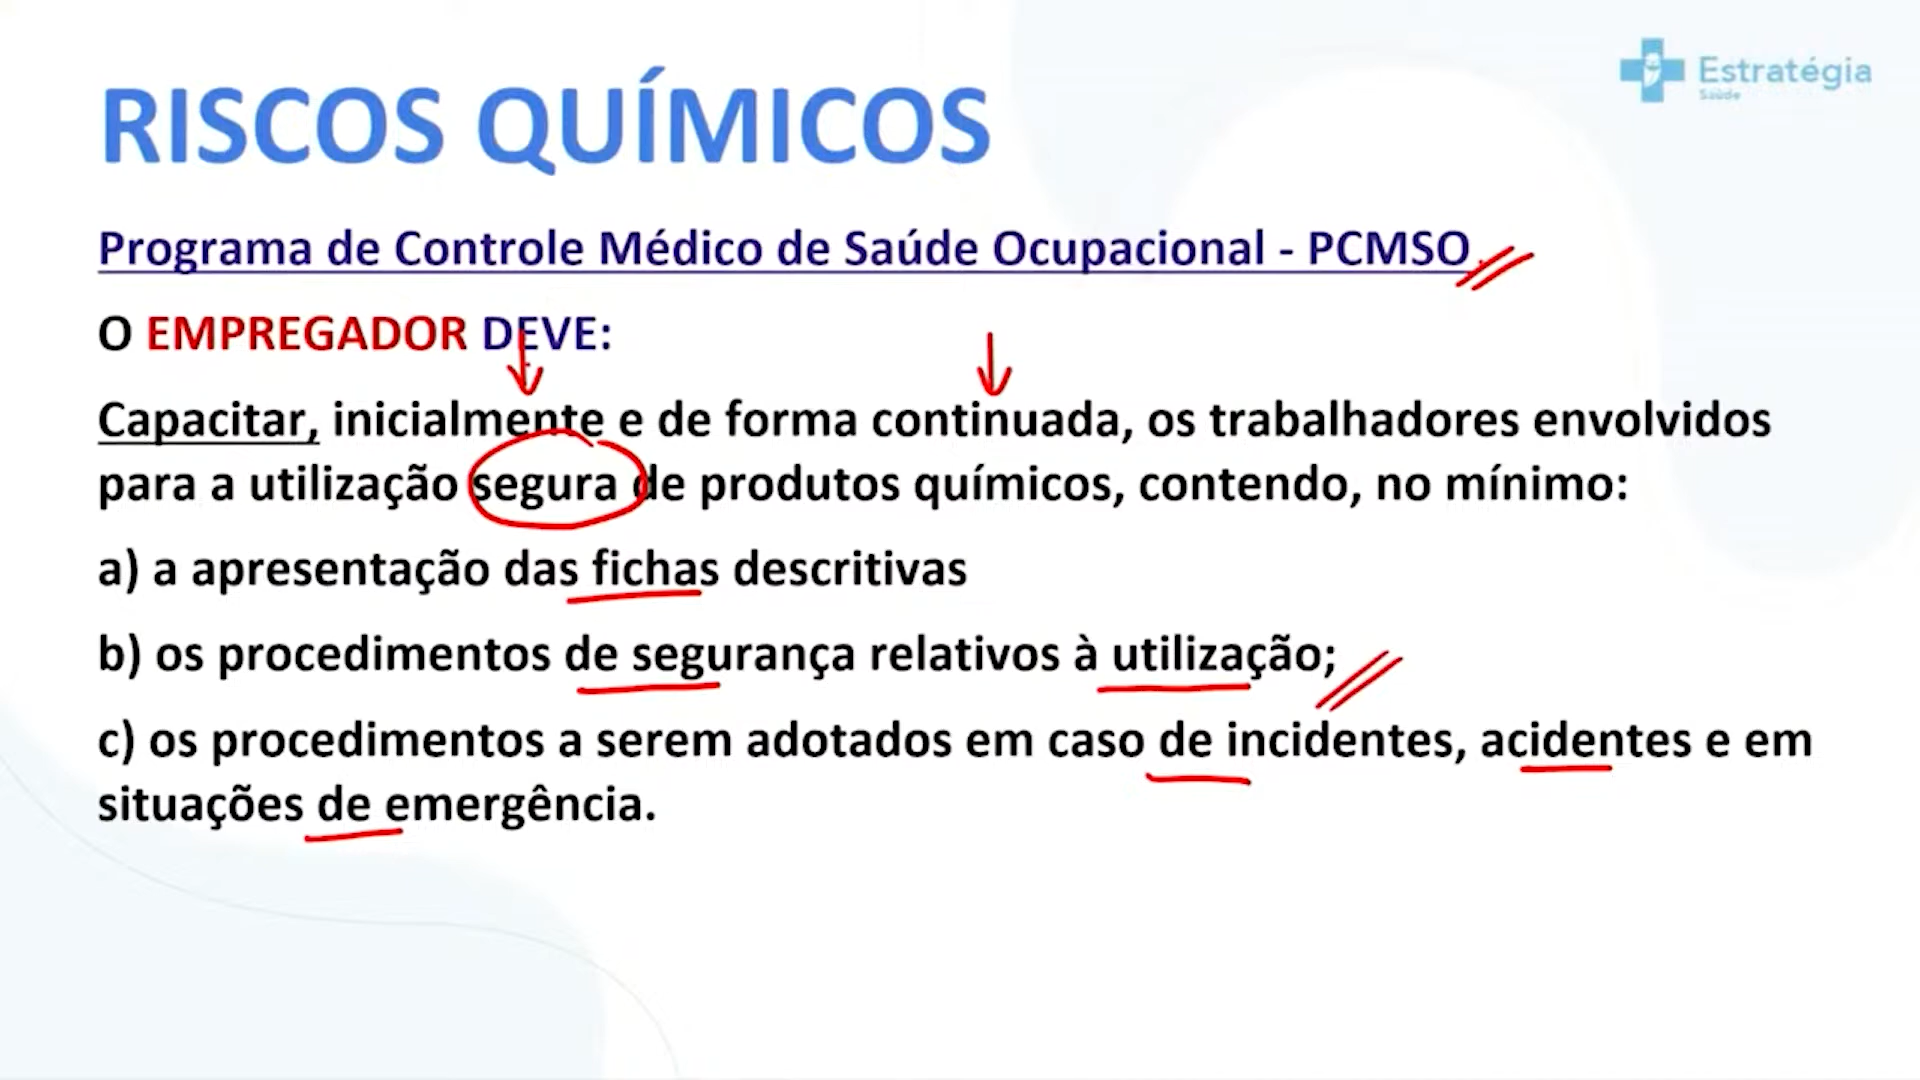 Estratégia
Saúde
RISCOS QUÍMICOS
Programa de Controle Médico de Saúde Ocupacional - PCMSO
O EMPREGADOR DEVE:
Capacitar, inicialmente e de forma continuada, os trabalhadores envolvidos
para a utilização segura de produtos químicos, contendo, no mínimo:
a) a apresentação das fichas descritivas
b) os procedimentos de segurança relativos à utilização;
c) os procedimentos a serem adotados em caso de incidentes, acidentes e em
situações de emergência.